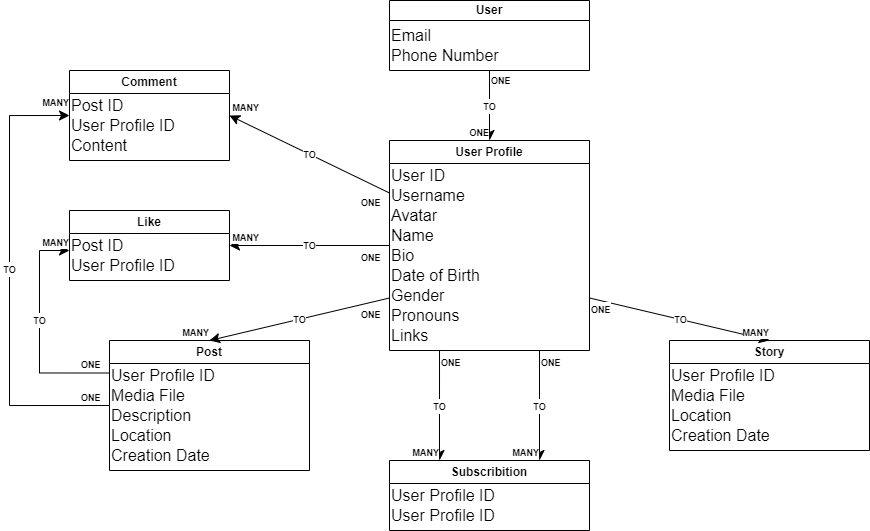 User
Email
Phone Number
ONE
TO
ONE
Comment
Post ID
User Profile ID
Content
MANY
MANY
TO
ONE
User Profile
User ID
Username
Avatar
Name
Bio
Date of Birth
Gender
Pronouns
Links
Like
Post ID
User Profile ID
MANY
MANY
TO
ONE
TO
TO
ONE
TO
MANY
ONE
ONE
Post
User Profile ID
Media File
Description
Location
Creation Date
ONE
TO
MANY
Story
User Profile ID
Media File
Location
Creation Date
ONE
ONE
TO
TO
MANY
MANY
Subscribition
User Profile ID
User Profile ID